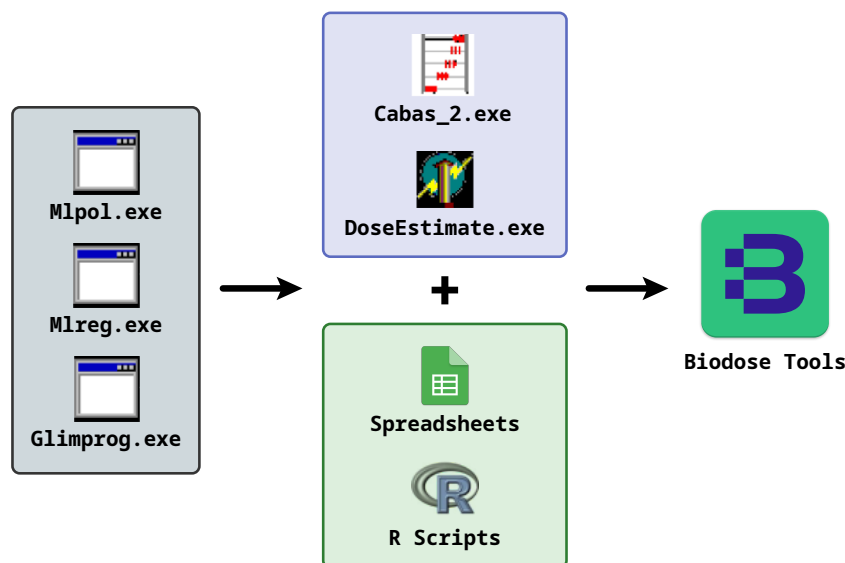 Mlpol.exe
Mlreg.exe
Glimprog.exe
Cabas_2.exe
DoseEstimate.exe
+
Spreadsheets
R
R Scripts
B
Biodose Tools